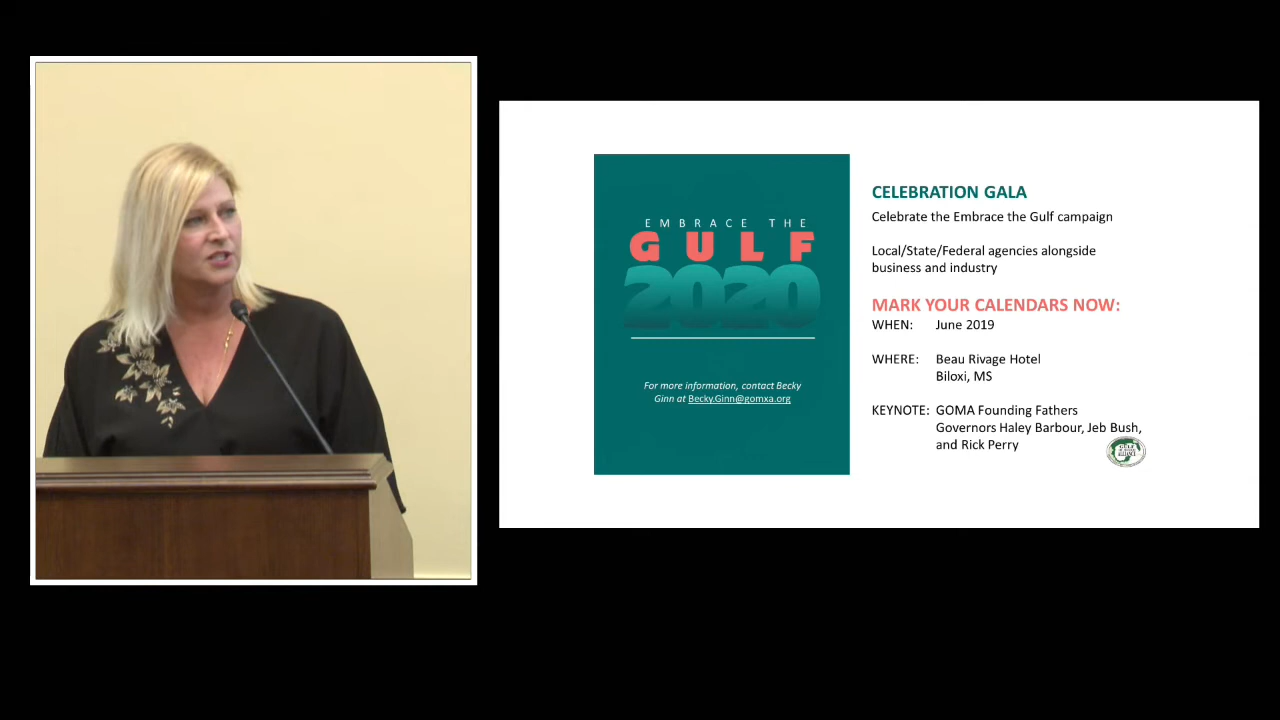 EMBRACE THE
GULF
2020
For more information, contact Becky
Ginn at Becky.Ginn@gomxa.org
CELEBRATION GALA
Celebrate the Embrace the Gulf campaign
Local/State/Federal agencies alongside
business and industry
MARK YOUR CALENDARS NOW:
WHEN: June 2019
WHERE: Beau Rivage Hotel
Biloxi, MS
KEYNOTE: GOMA Founding Fathers
Governors Haley Barbour, Jeb Bush,
and Rick Perry